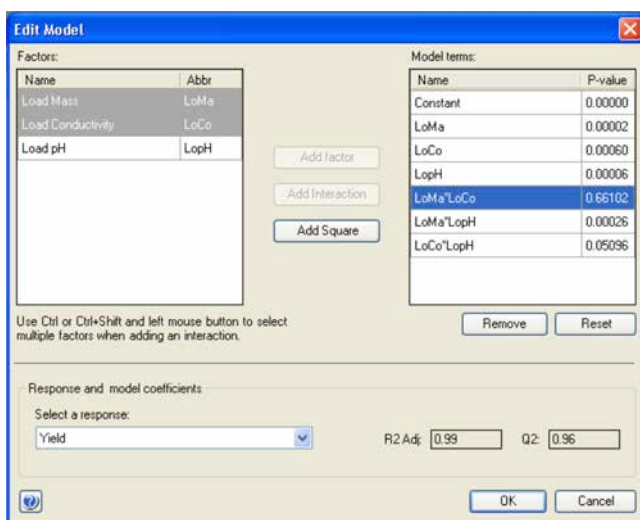 Edit Model
Factors:
Name Abbr
Load Mass LoMa
Load Conductivity LoCo
Load pH LopH
Add factor
Add Interaction
Add Square
Model terms:
Name P-value
Constant 0.00000
LoMa 0.00002
LoCo 0.00060
LopH 0.00006
LoMa*LoCo 0.66102
LoMa*LopH 0.00026
LoCo*LopH 0.05096
Use Ctrl or Ctrl+Shift and left mouse button to select
multiple factors when adding an interaction.
Remove Reset
Response and model coefficients
Select a response:
Yield R2 Adj: 0.99 Q2: 0.96
OK Cancel